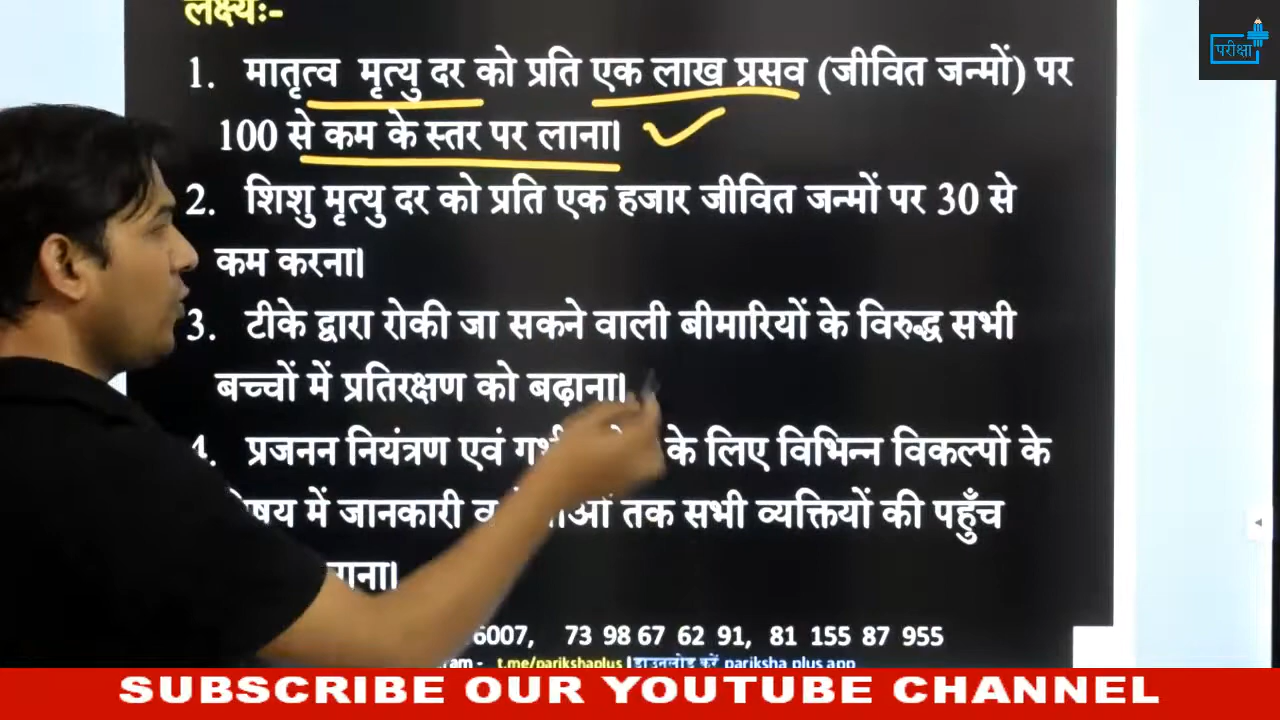 लक्ष्यः-
परीक्षा
1. मातृत्व मृत्यु दर को प्रति एक लाख प्रसव (जीवित जन्मों) पर
100 से कम के स्तर पर लाना।
2. शिशु मृत्यु दर को प्रति एक हजार जीवित जन्मों पर 30 से
कम करना।
3. टीके द्वारा रोकी जा सकने वाली बीमारियों के विरुद्ध सभी
बच्चों में प्रतिरक्षण को बढ़ाना।
4. प्रजनन नियंत्रण एवं के लिए विभिन्न विकल्पों के
में जानकारी तक सभी व्यक्तियों की पहुँच
6007, 73 98 67 62 91, 81 155 87 955
t.me/parikshaplus | डाउनलोड करें pariksha plus app
SUBSCRIBE OUR YOUTUBE CHANNEL